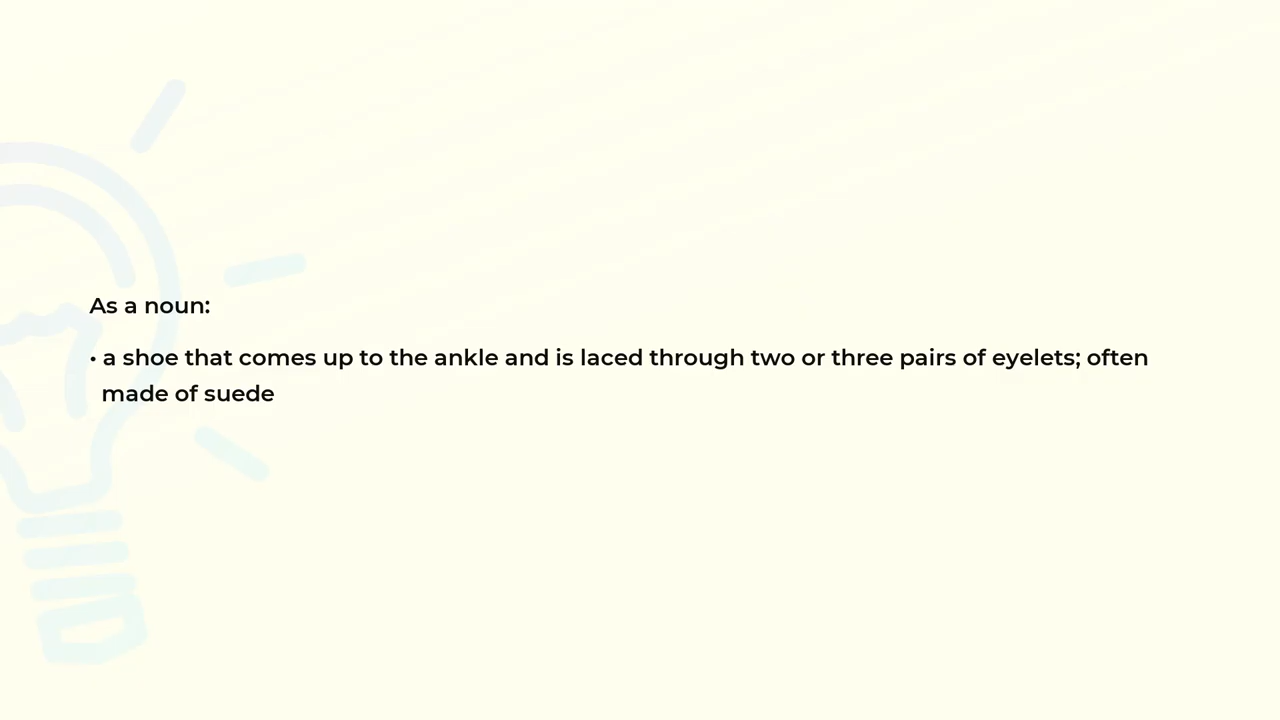 As a noun:
• a shoe that comes up to the ankle and is laced through two or three pairs of eyelets; often
made of suede